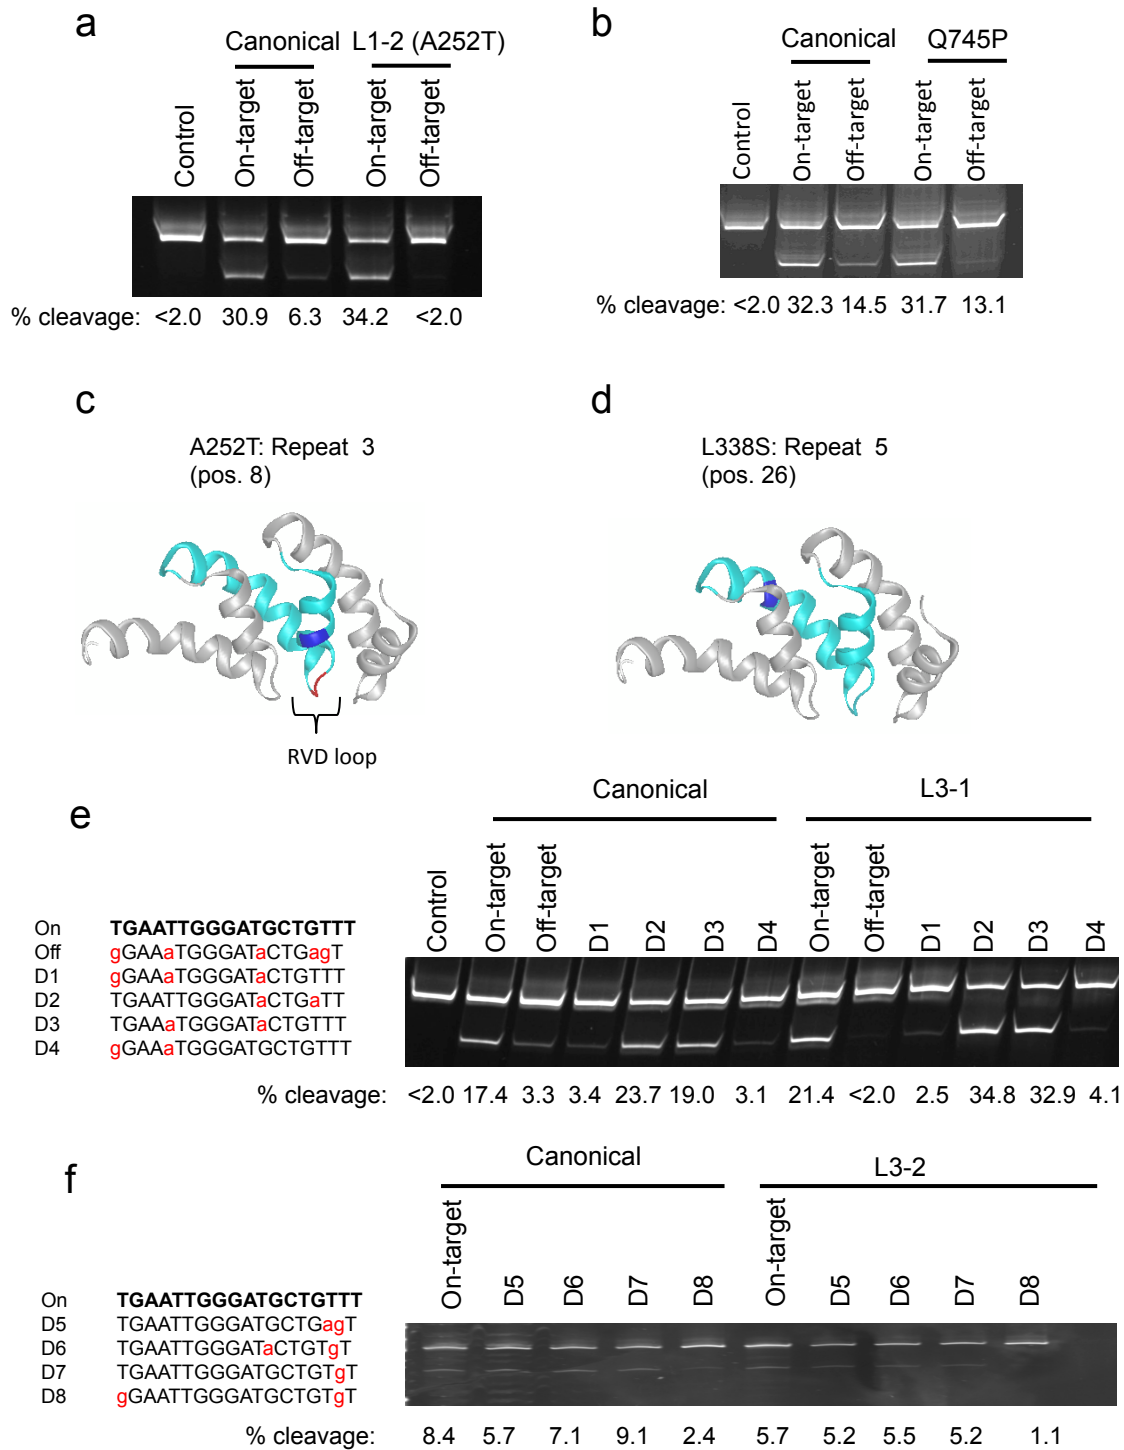 a
Canonical L1-2 (A252T)
Control
On-target
Off-target
On-target
Off-target
% cleavage: <2.0 30.9 6.3 34.2 <2.0
b
Canonical Q745P
Control
On-target
Off-target
On-target
Off-target
% cleavage: <2.0 32.3 14.5 31.7 13.1
c
A252T: Repeat 3
(pos. 8)
RVD loop
d
L338S: Repeat 5
(pos. 26)
e
Canonical L3-1
Control
On-target
Off-target
D1
D2
D3
D4
On-target
Off-target
D1
D2
D3
D4
On TGAATTGGGATGCTGTTT
Off gGAAaTGGGATaCTGagT
D1 gGAAaTGGGATaCTGTTT
D2 TGAATTGGGATaCTGaTT
D3 TGAAaTGGGATaCTGTTT
D4 gGAAaTGGGATGCTGTTT
% cleavage: <2.0 17.4 3.3 3.4 23.7 19.0 3.1 21.4 <2.0 2.5 34.8 32.9 4.1
f
Canonical L3-2
On-target
D5
D6
D7
D8
On-target
D5
D6
D7
D8
On TGAATTGGGATGCTGTTT
D5 TGAATTGGGATGCTGagT
D6 TGAATTGGGATaCTGTgT
D7 TGAATTGGGATGCTGTgT
D8 gGAATTGGGATGCTGTgT
% cleavage: 8.4 5.7 7.1 9.1 2.4 5.7 5.2 5.5 5.2 1.1